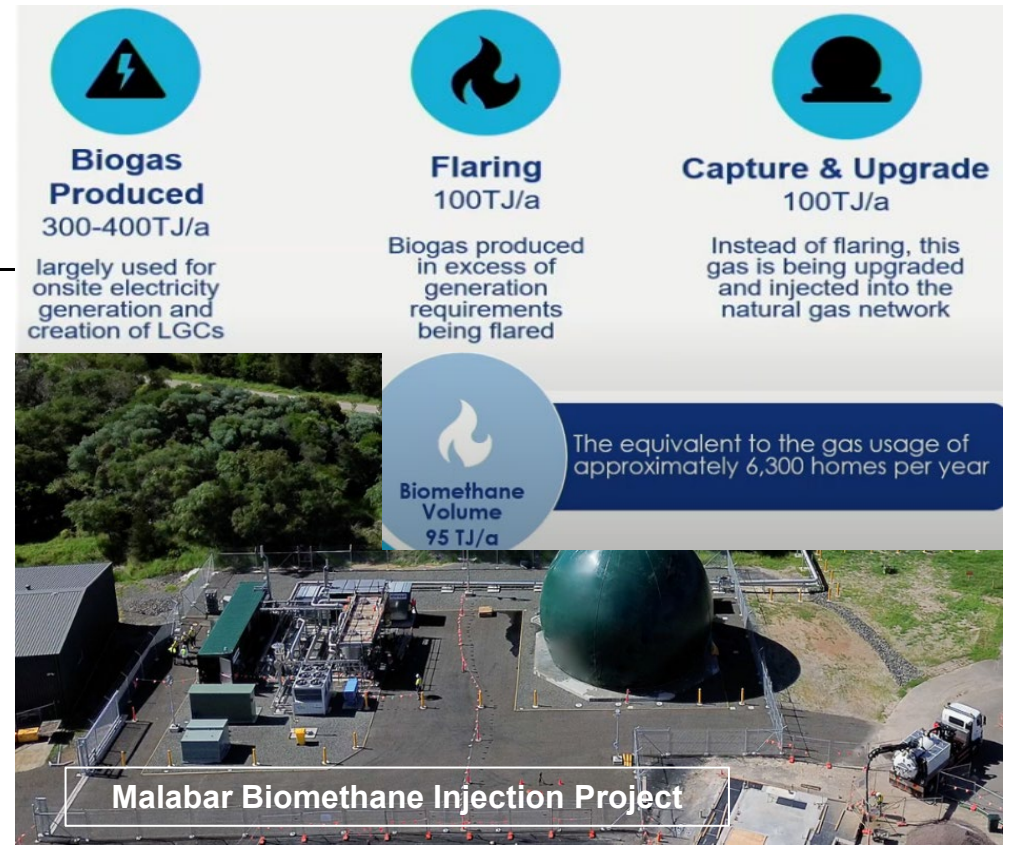 Biogas
Produced
300-400TJ/a
largely used for
onsite electricity
generation and
creation of LGCs
Flaring
100TJ/a
Biogas produced
in excess of
generation
requirements
being flared
Capture & Upgrade
100TJ/a
Instead of flaring, this
gas is being upgraded
and injected into the
natural gas network
Biomethane
Volume
95 TJ/a
The equivalent to the gas usage of
approximately 6,300 homes per year
Malabar Biomethane Injection Project